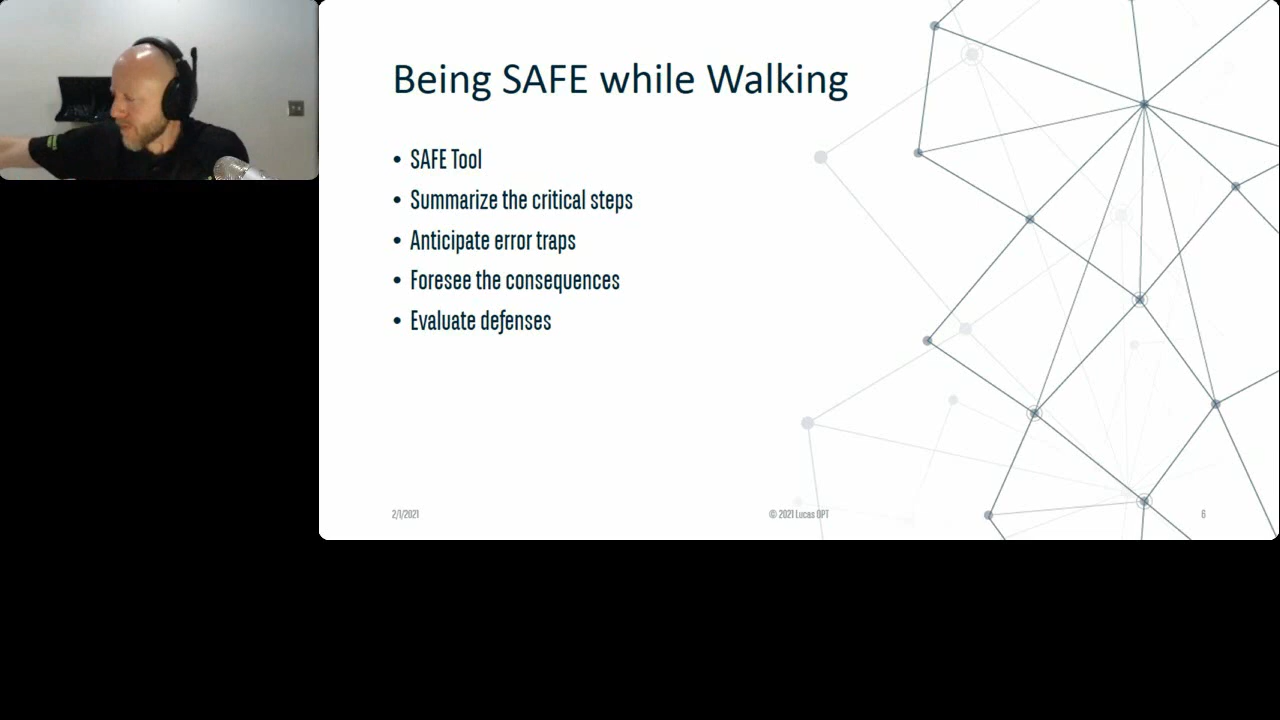 Being SAFE while Walking
• SAFE Tool
• Summarize the critical steps
• Anticipate error traps
• Foresee the consequences
• Evaluate defenses
2/1/2021
© 2021 Lucas OPT
6